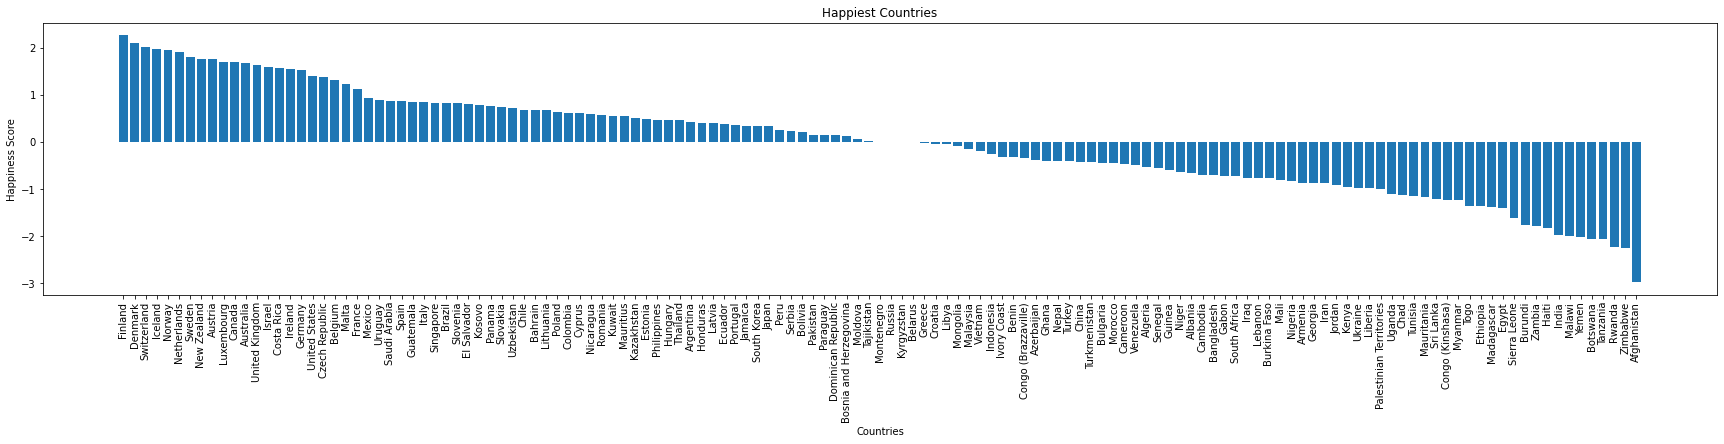 Happiest Countries
Happiness Score
2
1
0
−1
−2
−3
Finland
Denmark
Switzerland
Iceland
Norway
Netherlands
Sweden
New Zealand
Austria
Luxembourg
Canada
Australia
United Kingdom
Israel
Costa Rica
Ireland
Germany
United States
Czech Republic
Belgium
Malta
France
Mexico
Uruguay
Saudi Arabia
Spain
Guatemala
Italy
Singapore
Brazil
Slovenia
El Salvador
Kosovo
Panama
Slovakia
Uzbekistan
Chile
Bahrain
Lithuania
Poland
Colombia
Cyprus
Nicaragua
Romania
Kuwait
Mauritius
Kazakhstan
Estonia
Philippines
Hungary
Thailand
Argentina
Honduras
Latvia
Ecuador
Portugal
Jamaica
South Korea
Japan
Peru
Serbia
Bolivia
Pakistan
Paraguay
Dominican Republic
Bosnia and Herzegovina
Moldova
Tajikistan
Montenegro
Russia
Kyrgyzstan
Belarus
Greece
Croatia
Libya
Mongolia
Malaysia
Vietnam
Indonesia
Ivory Coast
Benin
Congo (Brazzaville)
Azerbaijan
Ghana
Nepal
Turkey
China
Turkmenistan
Bulgaria
Morocco
Cameroon
Venezuela
Algeria
Senegal
Guinea
Niger
Albania
Cambodia
Bangladesh
Gabon
South Africa
Iraq
Lebanon
Burkina Faso
Mali
Nigeria
Armenia
Georgia
Iran
Jordan
Kenya
Ukraine
Liberia
Palestinian Territories
Uganda
Chad
Tunisia
Mauritania
Sri Lanka
Congo (Kinshasa)
Myanmar
Togo
Ethiopia
Madagascar
Egypt
Sierra Leone
Burundi
Zambia
Haiti
India
Malawi
Yemen
Botswana
Tanzania
Rwanda
Zimbabwe
Afghanistan
Countries